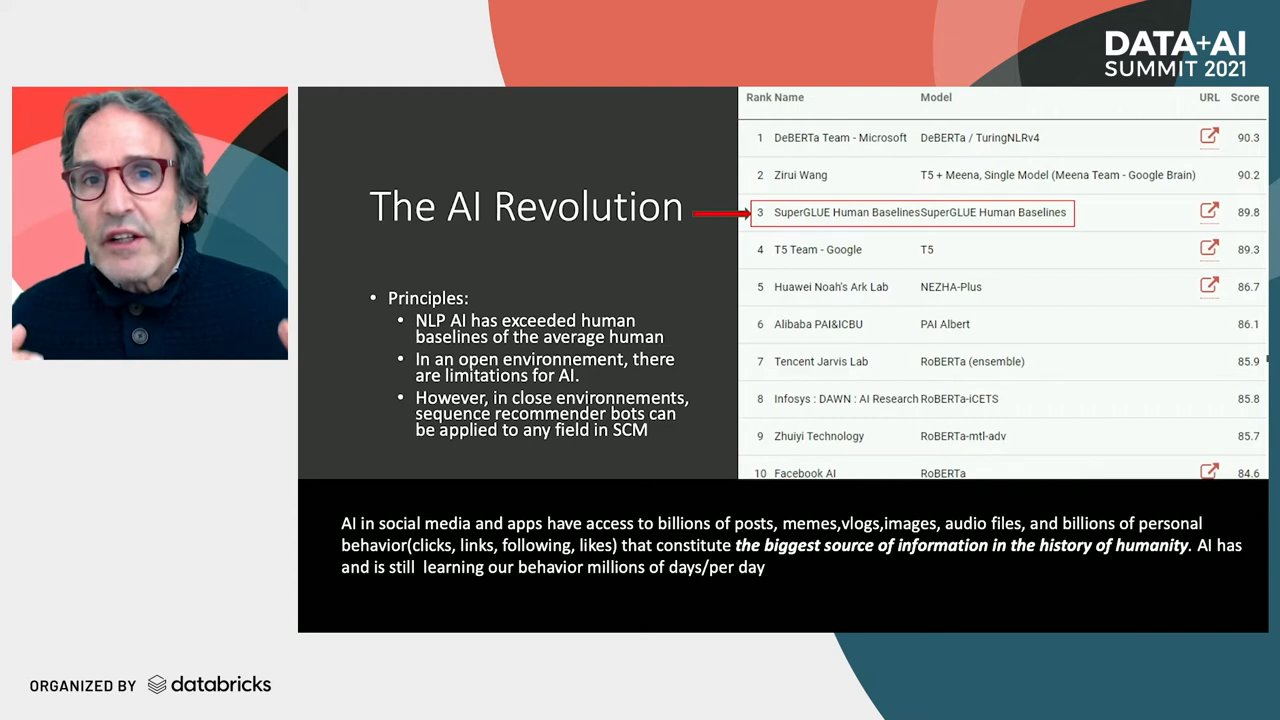 DATA+AI
SUMMIT 2021
The AI Revolution
• Principles:
• NLP AI has exceeded human
baselines of the average human
• In an open environnement, there
are limitations for AI.
• However, in close environnements,
sequence recommender bots can
be applied to any field in SCM
Rank Name Model URL Score
1 DeBERTa Team - Microsoft DeBERTa / TuringNLRv4 90.3
2 Zirui Wang T5 + Meena, Single Model (Meena Team - Google Brain) 90.2
3 SuperGLUE Human Baselines SuperGLUE Human Baselines 89.8
4 T5 Team - Google T5 89.3
5 Huawei Noah's Ark Lab NEZHA-Plus 86.7
6 Alibaba PAI&ICBU PAI Albert 86.1
7 Tencent Jarvis Lab RoBERTa (ensemble) 85.9
8 Infosys : DAWN : AI Research RoBERTa-iCETS 85.8
9 Zhuiyi Technology RoBERTa-mtl-adv 85.7
10 Facebook AI RoBERTa 84.6
AI in social media and apps have access to billions of posts, memes,vlogs,images, audio files, and billions of personal
behavior(clicks, links, following, likes) that constitute the biggest source of information in the history of humanity. AI has
and is still learning our behavior millions of days/per day
ORGANIZED BY databricks